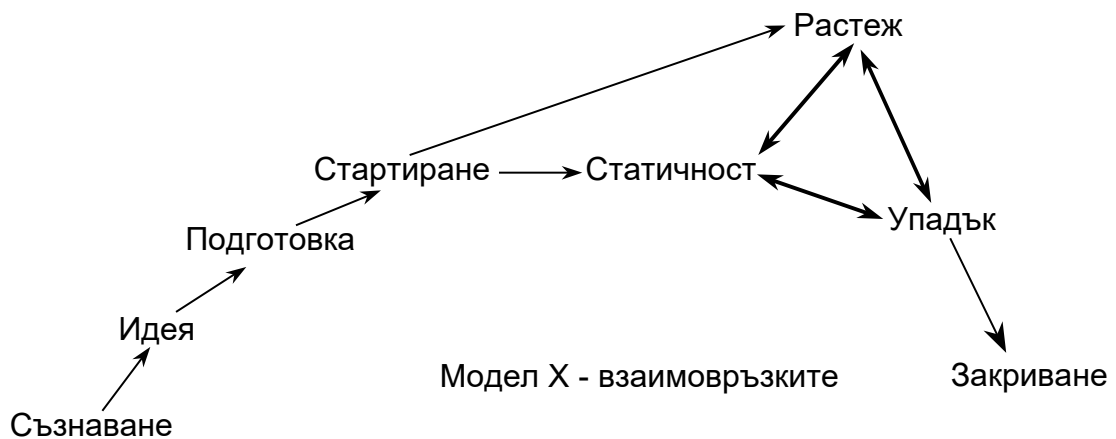 Растеж
Стартиране
Статичност
Упадък
Подготовка
Идея
Модел X - взаимовръзките
Закриване
Съзнаване